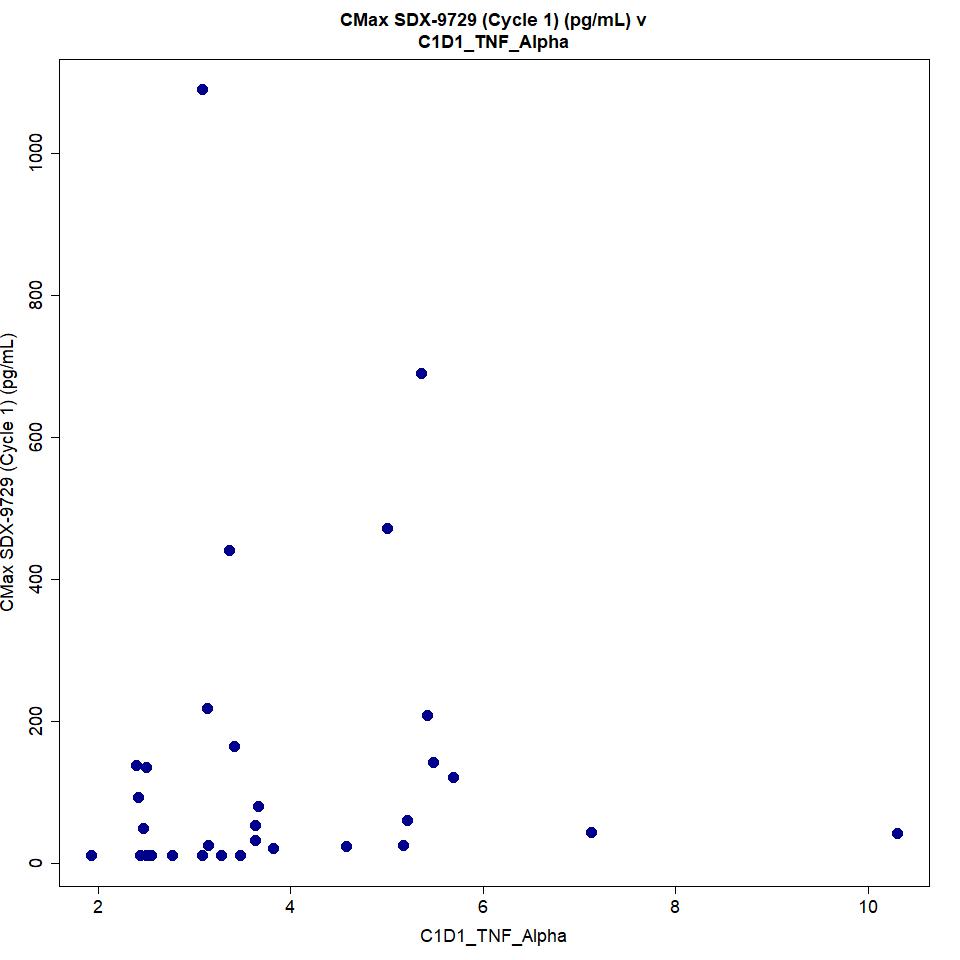 CMax SDX-9729 (Cycle 1) (pg/mL) v
C1D1_TNF_Alpha
1000
800
600
400
200
0
CMax SDX-9729 (Cycle 1) (pg/mL)
2 4 6 8 10
C1D1_TNF_Alpha